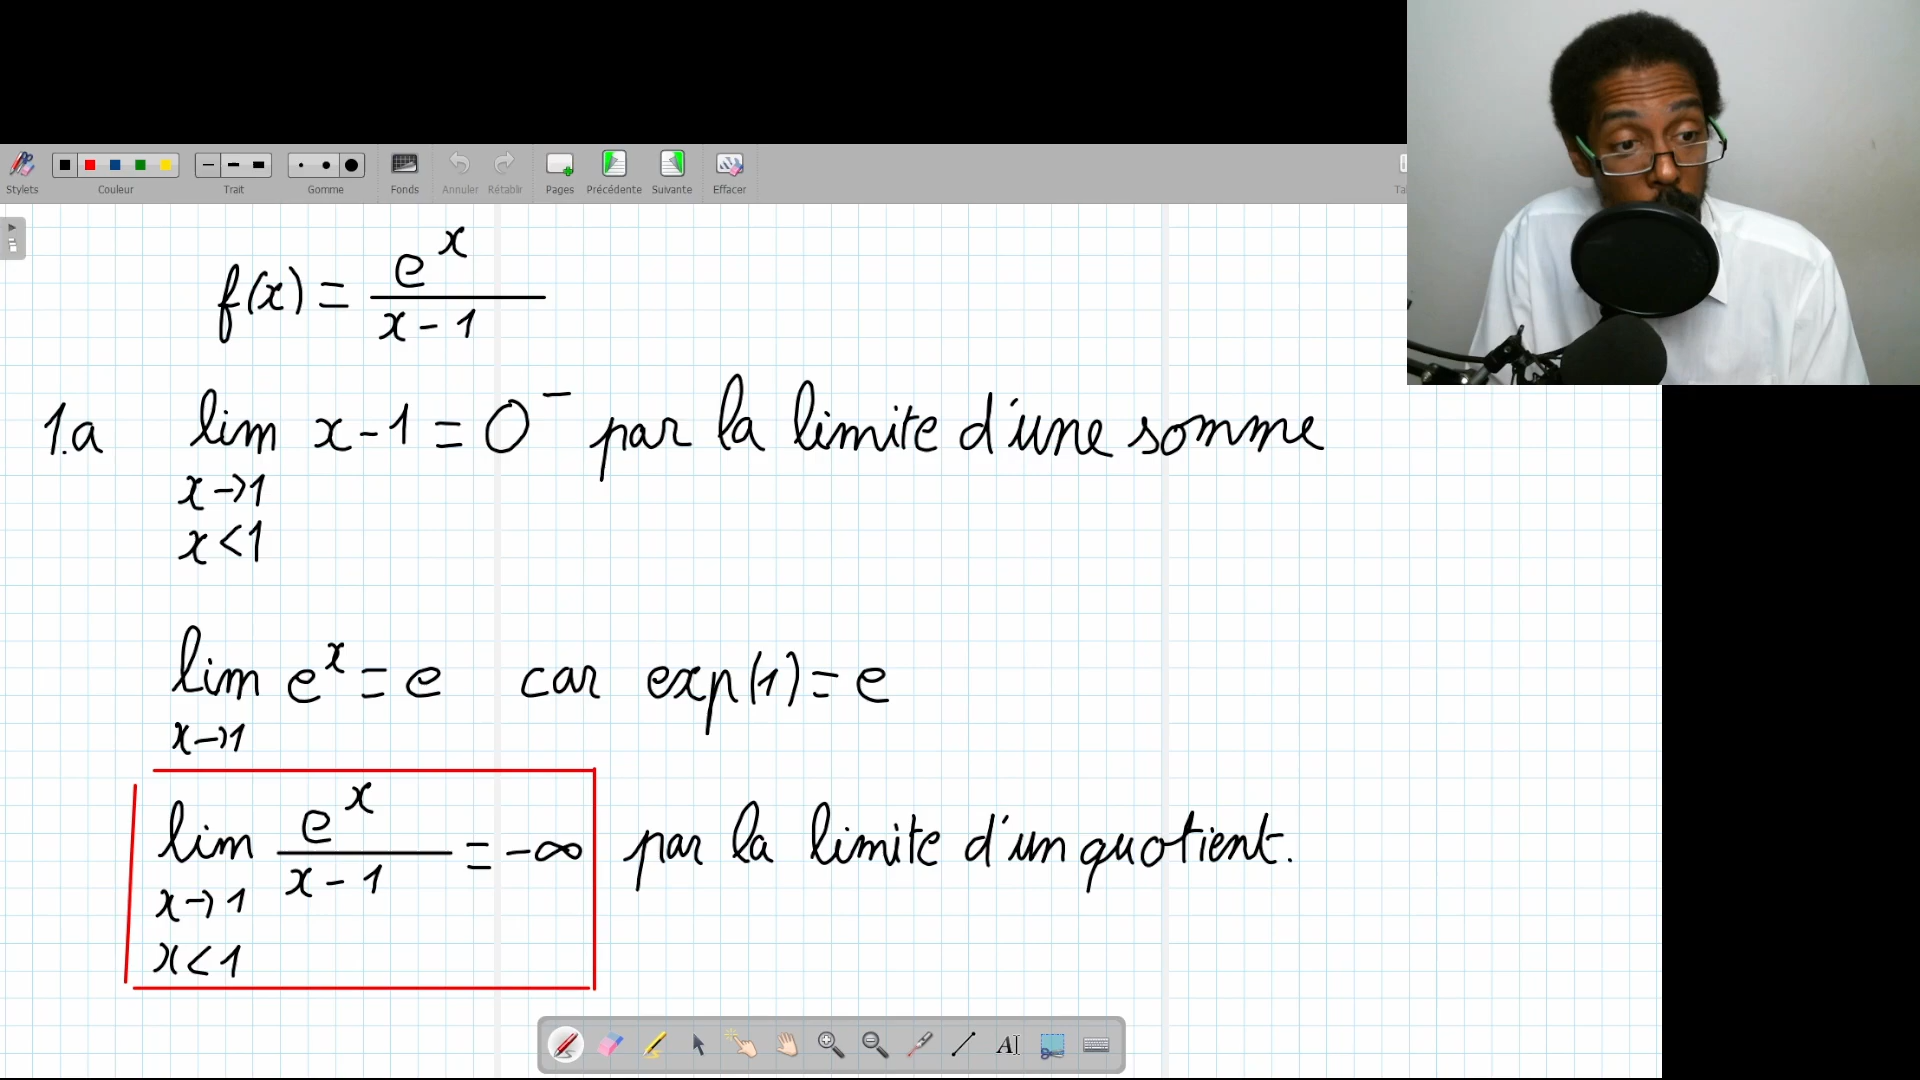 Stylets Couleur Trait Gomme Fonds Annuler Rétablir Pages Précédente Suivante Effacer
f(x) = e^x / (x-1)
1.a lim x-1 = 0⁻ par la limite d'une somme
x→1
x<1
lim e^x = e car exp(1) = e
x→1
lim e^x / (x-1) = -∞ par la limite d'un quotient.
x→1
x<1
AI